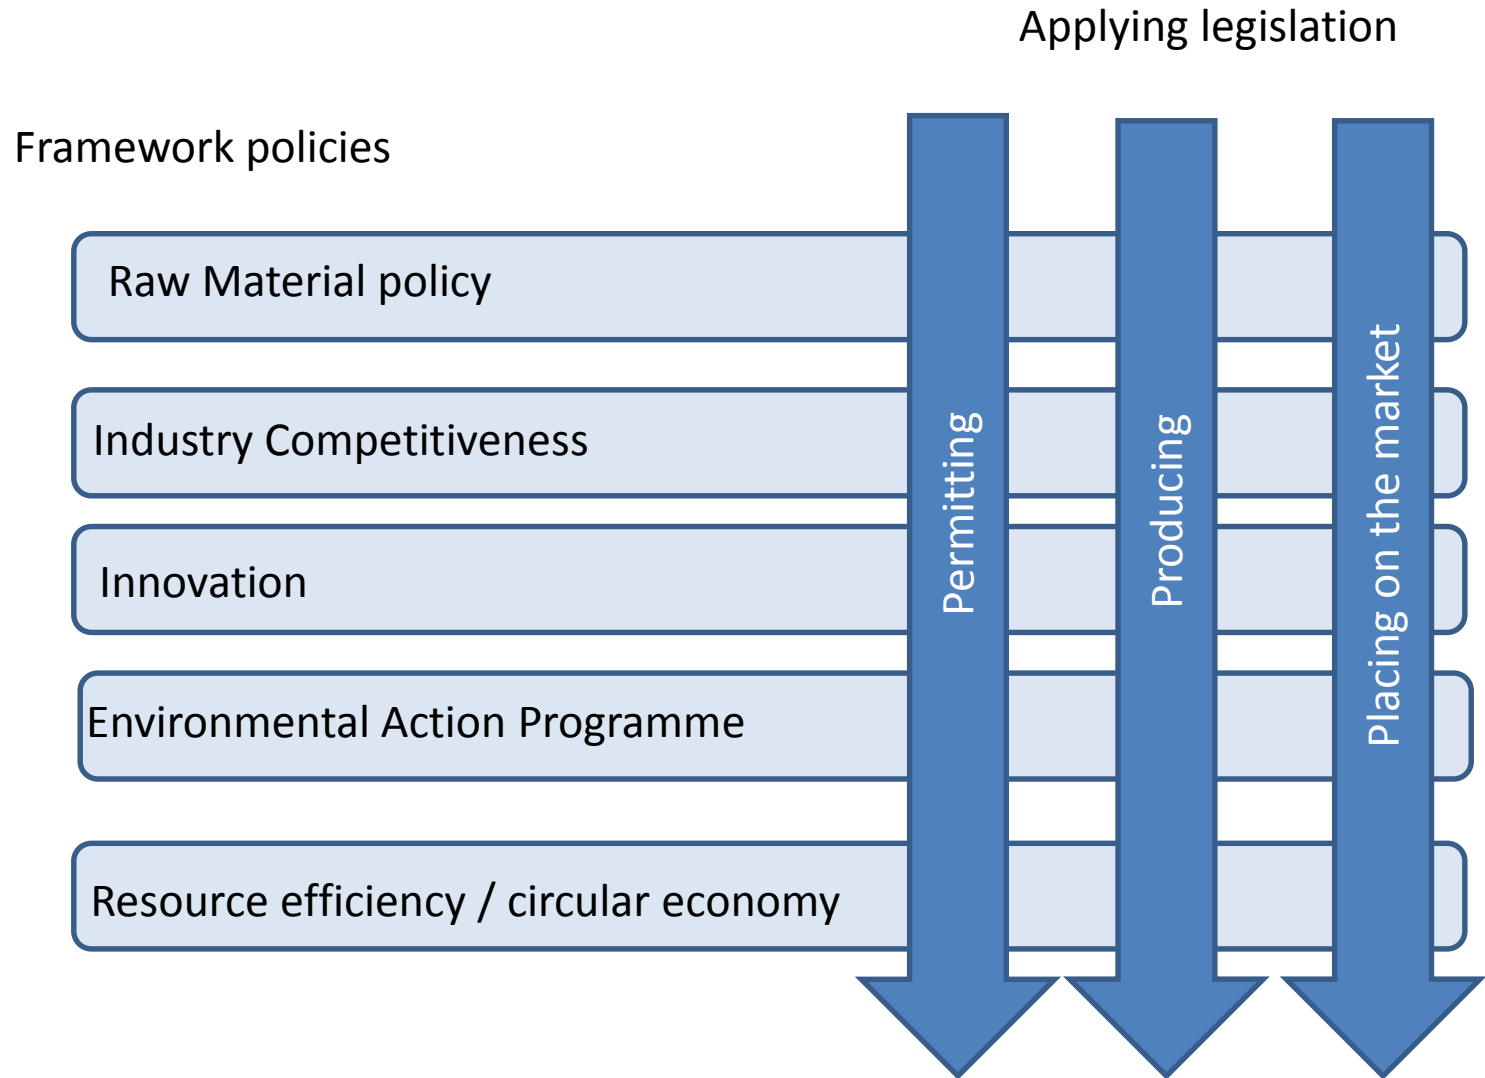 Applying legislation
Framework policies
Raw Material policy
Industry Competitiveness
Innovation
Environmental Action Programme
Resource efficiency / circular economy
Permitting
Producing
Placing on the market